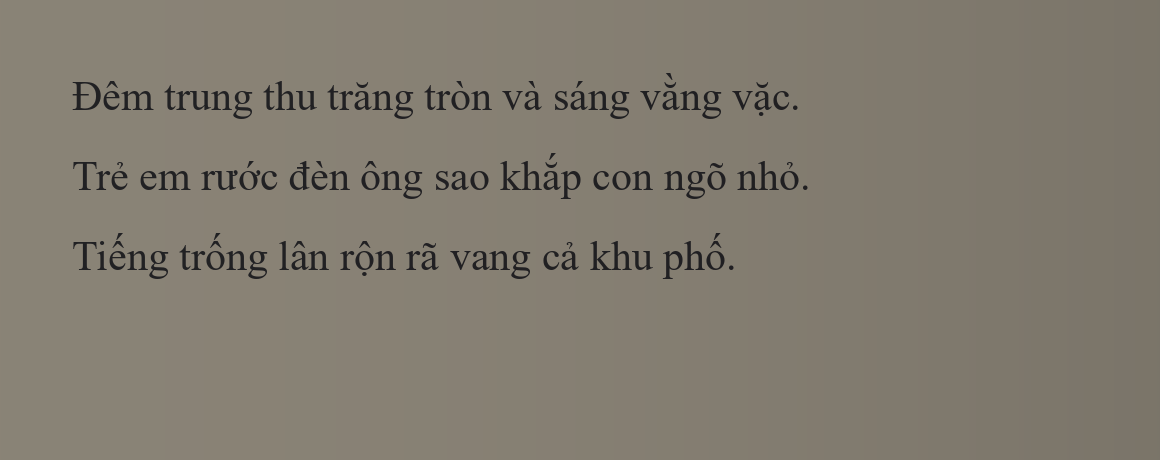 Đêm trung thu trăng tròn và sáng vằng vặc.
Trẻ em rước đèn ông sao khắp con ngõ nhỏ.
Tiếng trống lân rộn rã vang cả khu phố.